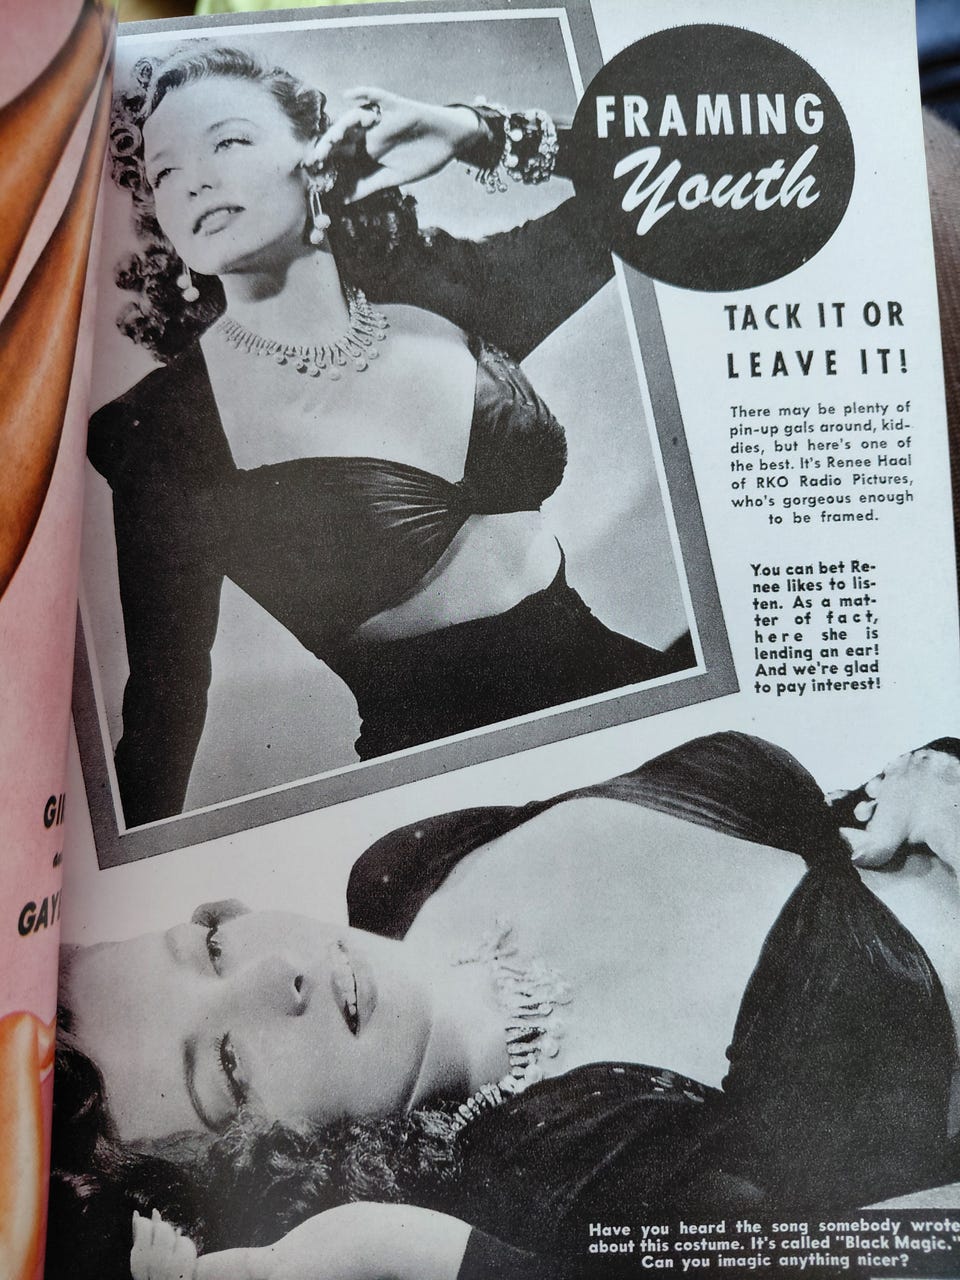 FRAMING
Youth
TACK IT OR
LEAVE IT!
There may be plenty of
pin-up gals around, kid-
dies, but here's one of
the best. It's Renee Haal
of RKO Radio Pictures,
who's gorgeous enough
to be framed.
You can bet Re-
nee likes to lis-
ten. As a mat-
ter of fact,
here she is
lending an ear!
And we're glad
to pay interest!
Have you heard the song somebody wrote
about this costume. It's called "Black Magic."
Can you imagic anything nicer?